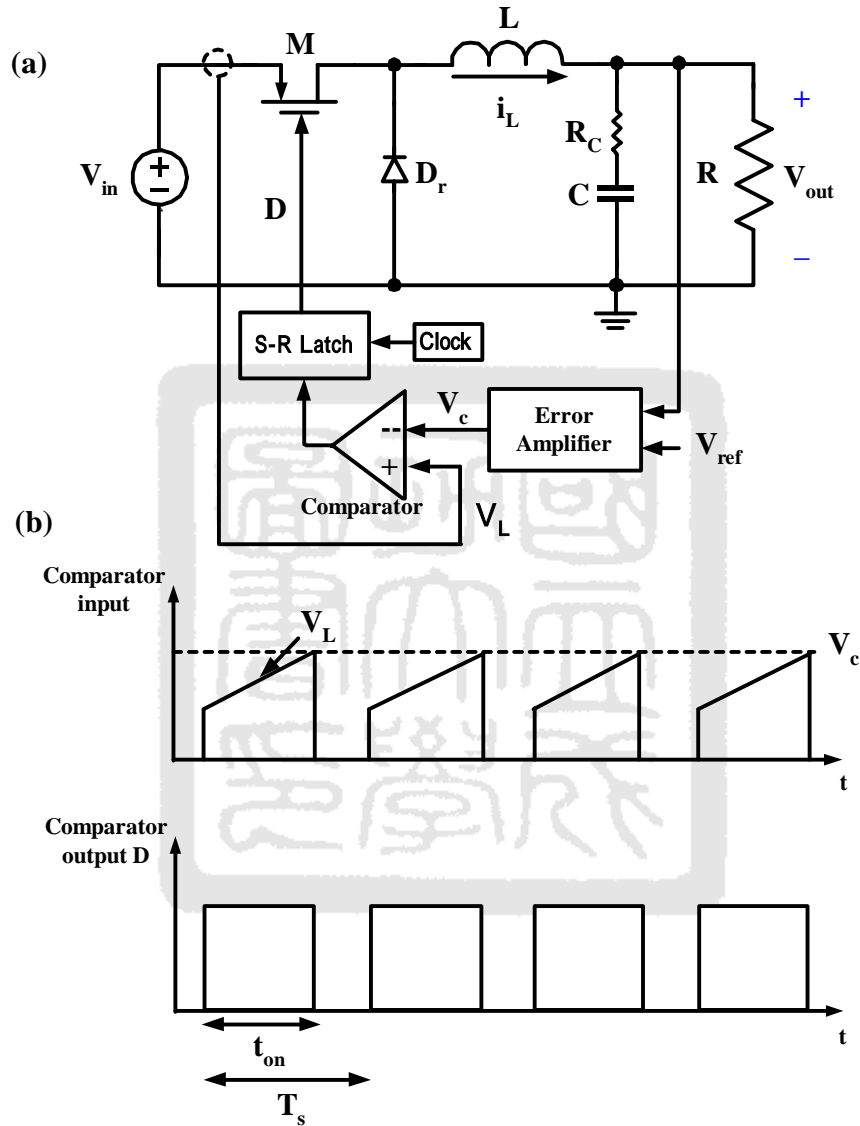 (a)
M
L
i_L
+
V_in
+
−
D
D_r
R_C
C
R
V_out
−
S-R Latch
Clock
V_c
Error
Amplifier
V_ref
--
+
Comparator
V_L
(b)
Comparator
input
V_L
V_c
t
Comparator
output D
t
t_on
T_s